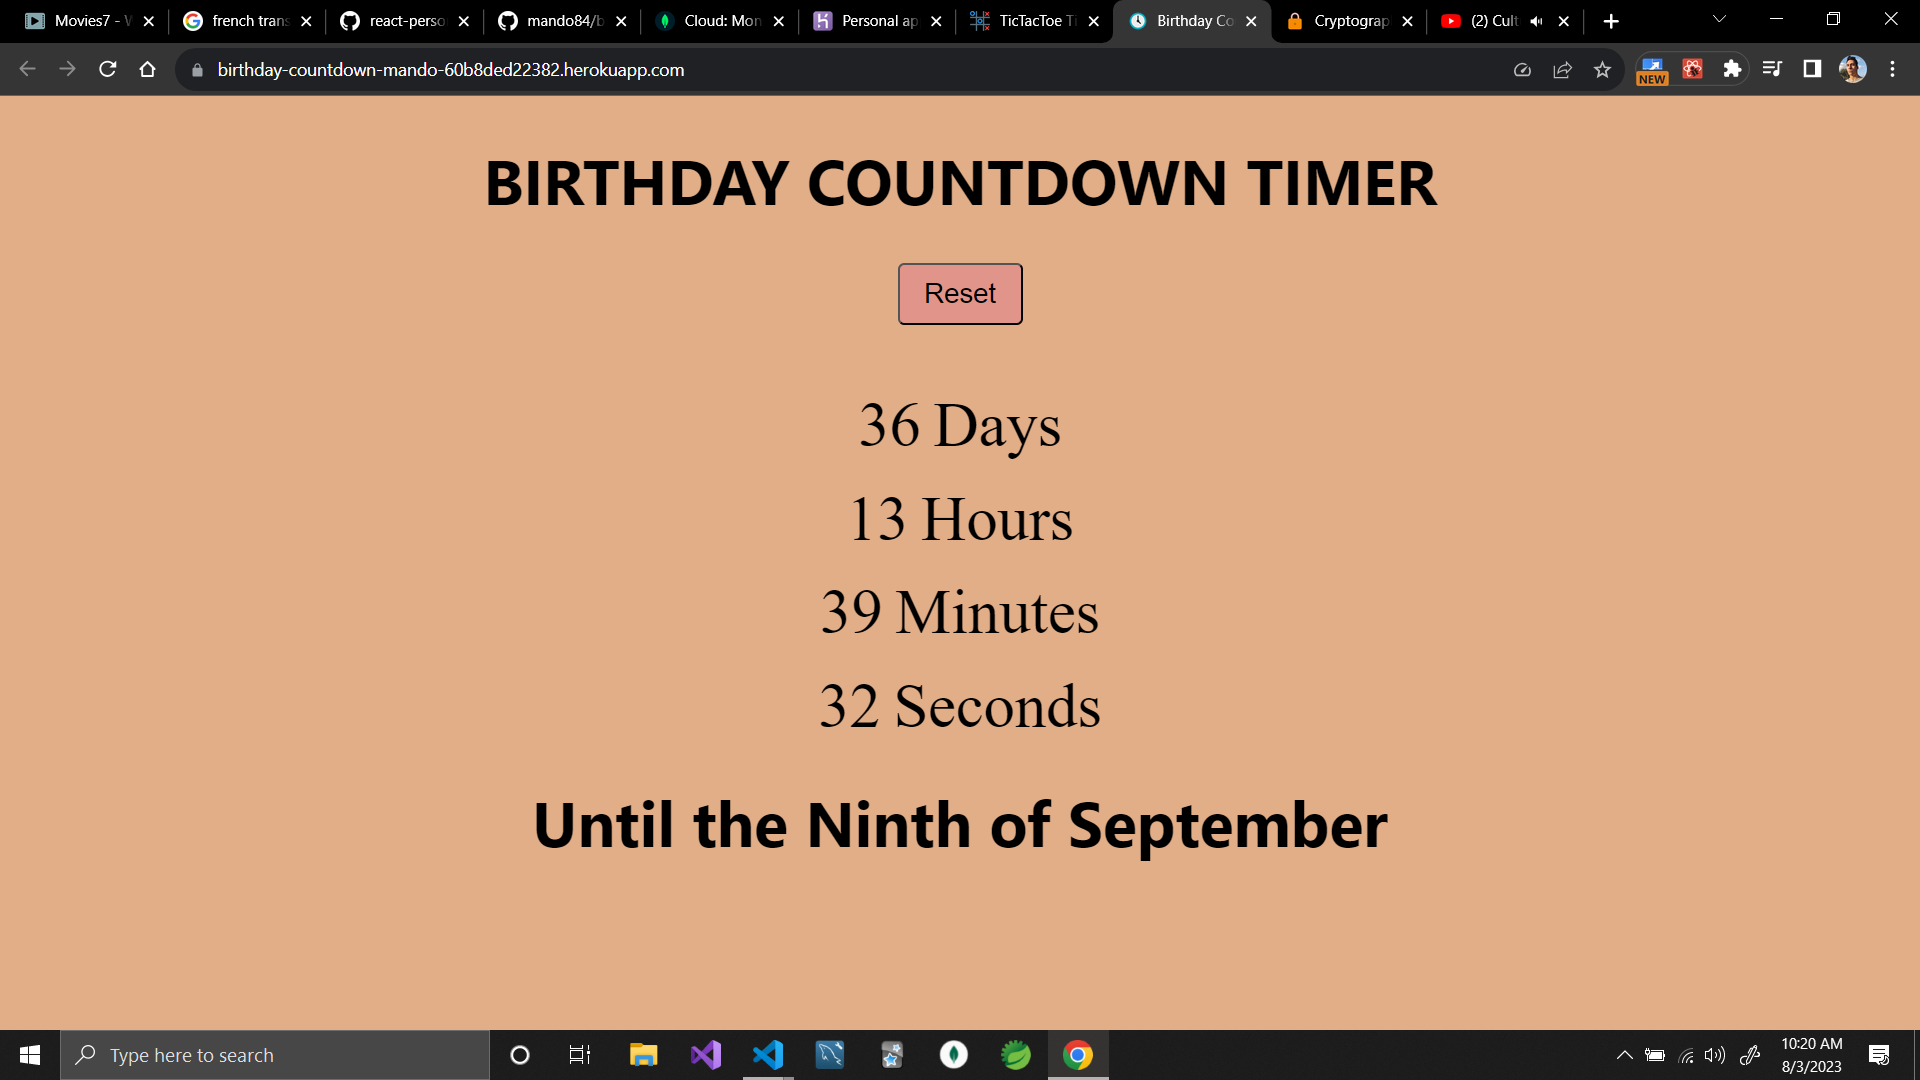 Movies7 - W
french trans
react-perso
mando84/b
Cloud: Mon
Personal ap
TicTacToe Ti
Birthday Co
Cryptograp
(2) Cult
birthday-countdown-mando-60b8ded22382.herokuapp.com
NEW
BIRTHDAY COUNTDOWN TIMER
Reset
36 Days
13 Hours
39 Minutes
32 Seconds
Until the Ninth of September
Type here to search
10:20 AM
8/3/2023